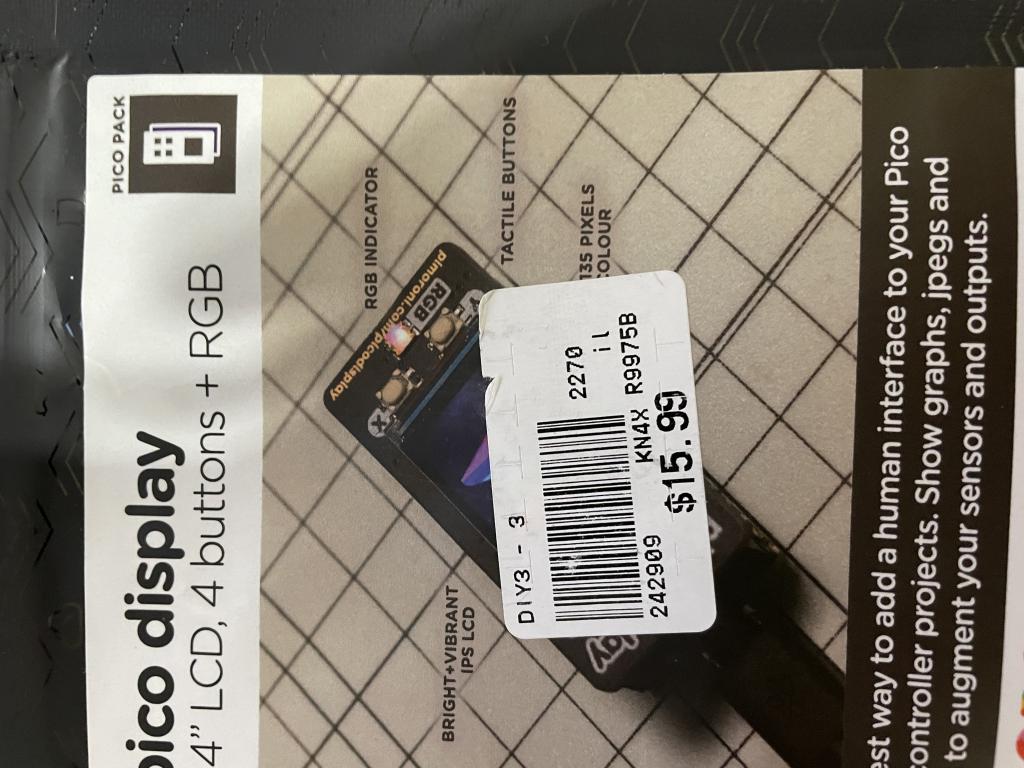 PICO PACK
pico display
4” LCD, 4 buttons + RGB
RGB INDICATOR
TACTILE BUTTONS
135 PIXELS
COLOUR
BRIGHT+VIBRANT
IPS LCD
pimoroni.com/picodisplay
RGB
X
Y
DIY3 - 3
2270
il
KN4X R9975B
242909
$15.99
lay
est way to add a human interface to your Pico
controller projects. Show graphs, jpegs and
to augment your sensors and outputs.